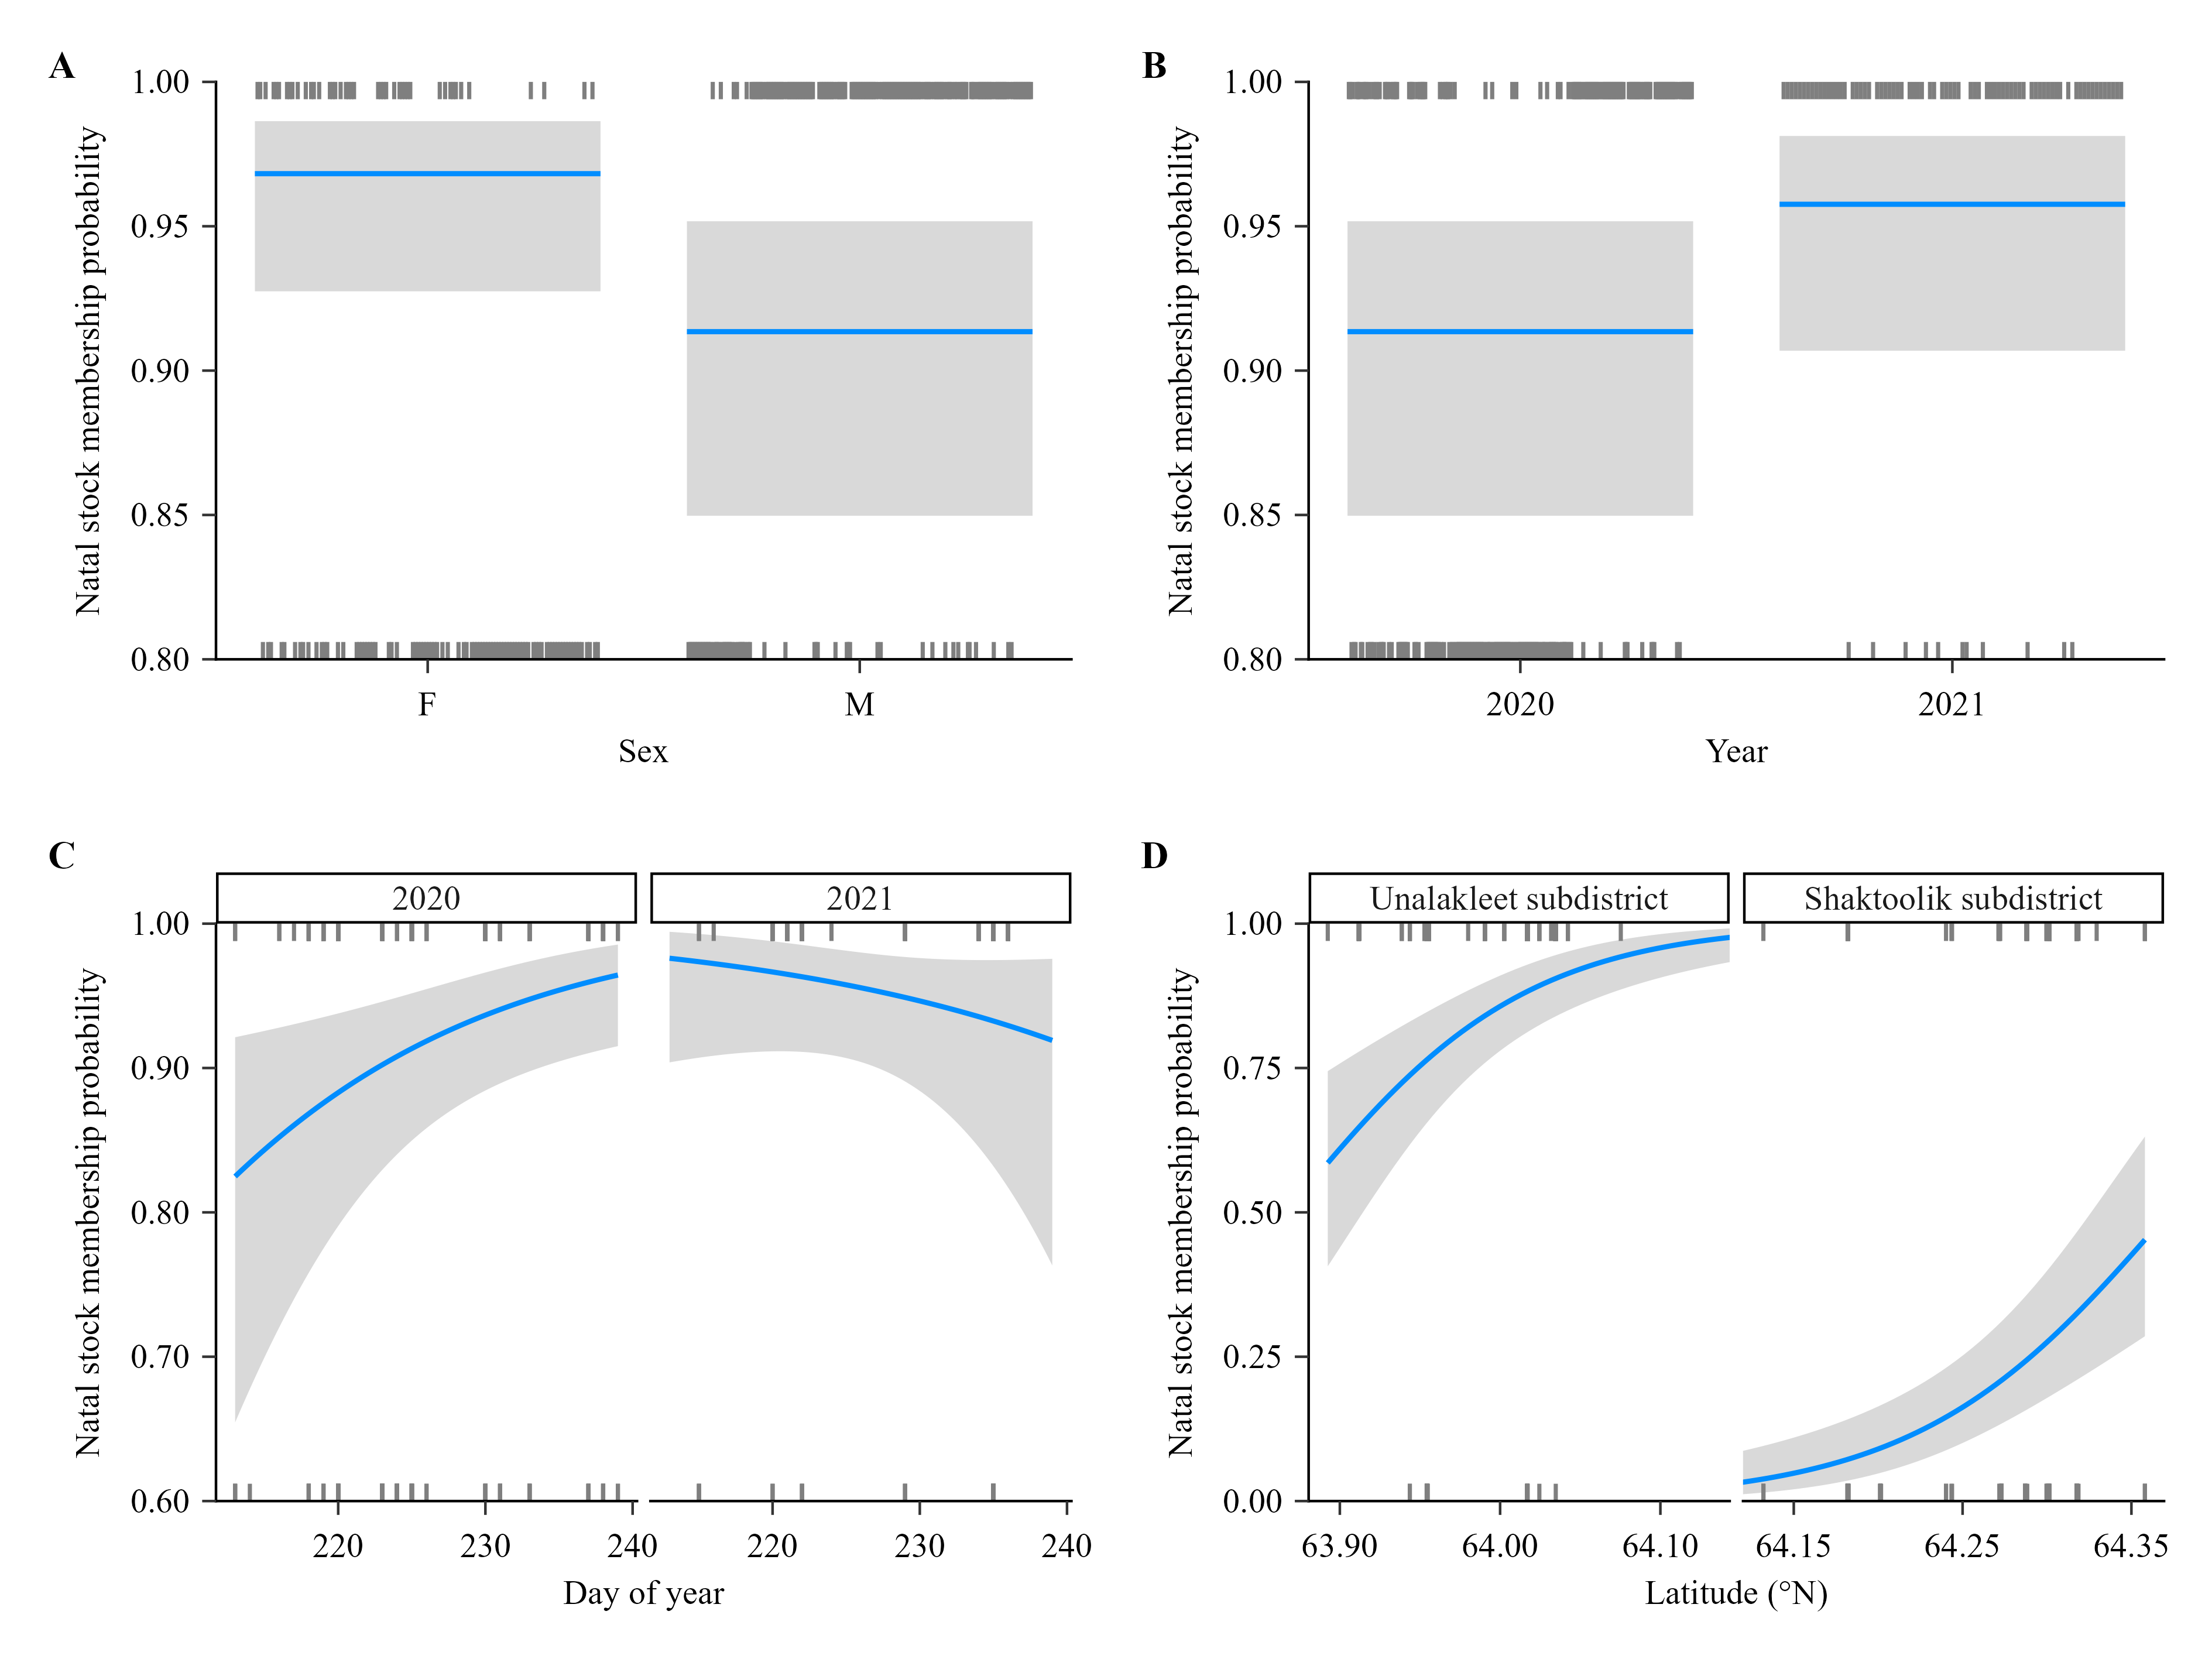 A
Natal stock membership probability
1.00
0.95
0.90
0.85
0.80
F M
Sex
B
Natal stock membership probability
1.00
0.95
0.90
0.85
0.80
2020 2021
Year
C
2020 2021
Natal stock membership probability
1.00
0.90
0.80
0.70
0.60
220 230 240 220 230 240
Day of year
D
Unalakleet subdistrict Shaktoolik subdistrict
Natal stock membership probability
1.00
0.75
0.50
0.25
0.00
63.90 64.00 64.10 64.15 64.25 64.35
Latitude (°N)